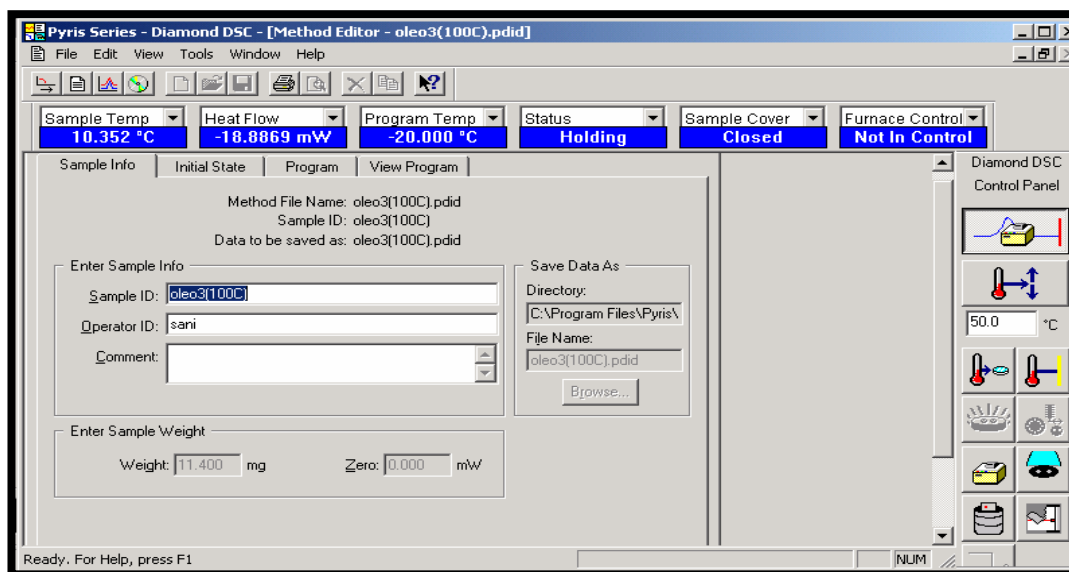 Pyris Series - Diamond DSC - [Method Editor - oleo3(100C).pdid]
File Edit View Tools Window Help
Sample Temp Heat Flow Program Temp Status Sample Cover Furnace Control
10.352 °C -18.8869 mW -20.000 °C Holding Closed Not In Control
Sample Info Initial State Program View Program
Method File Name: oleo3(100C).pdid
Sample ID: oleo3(100C)
Data to be saved as: oleo3(100C).pdid
Enter Sample Info
Sample ID: oleo3(100C)
Operator ID: sani
Comment:
Save Data As
Directory:
C:\Program Files\Pyris\
File Name:
oleo3(100C).pdid
Browse...
Enter Sample Weight
Weight: 11.400 mg Zero: 0.000 mW
Diamond DSC
Control Panel
50.0 °C
Ready. For Help, press F1 NUM